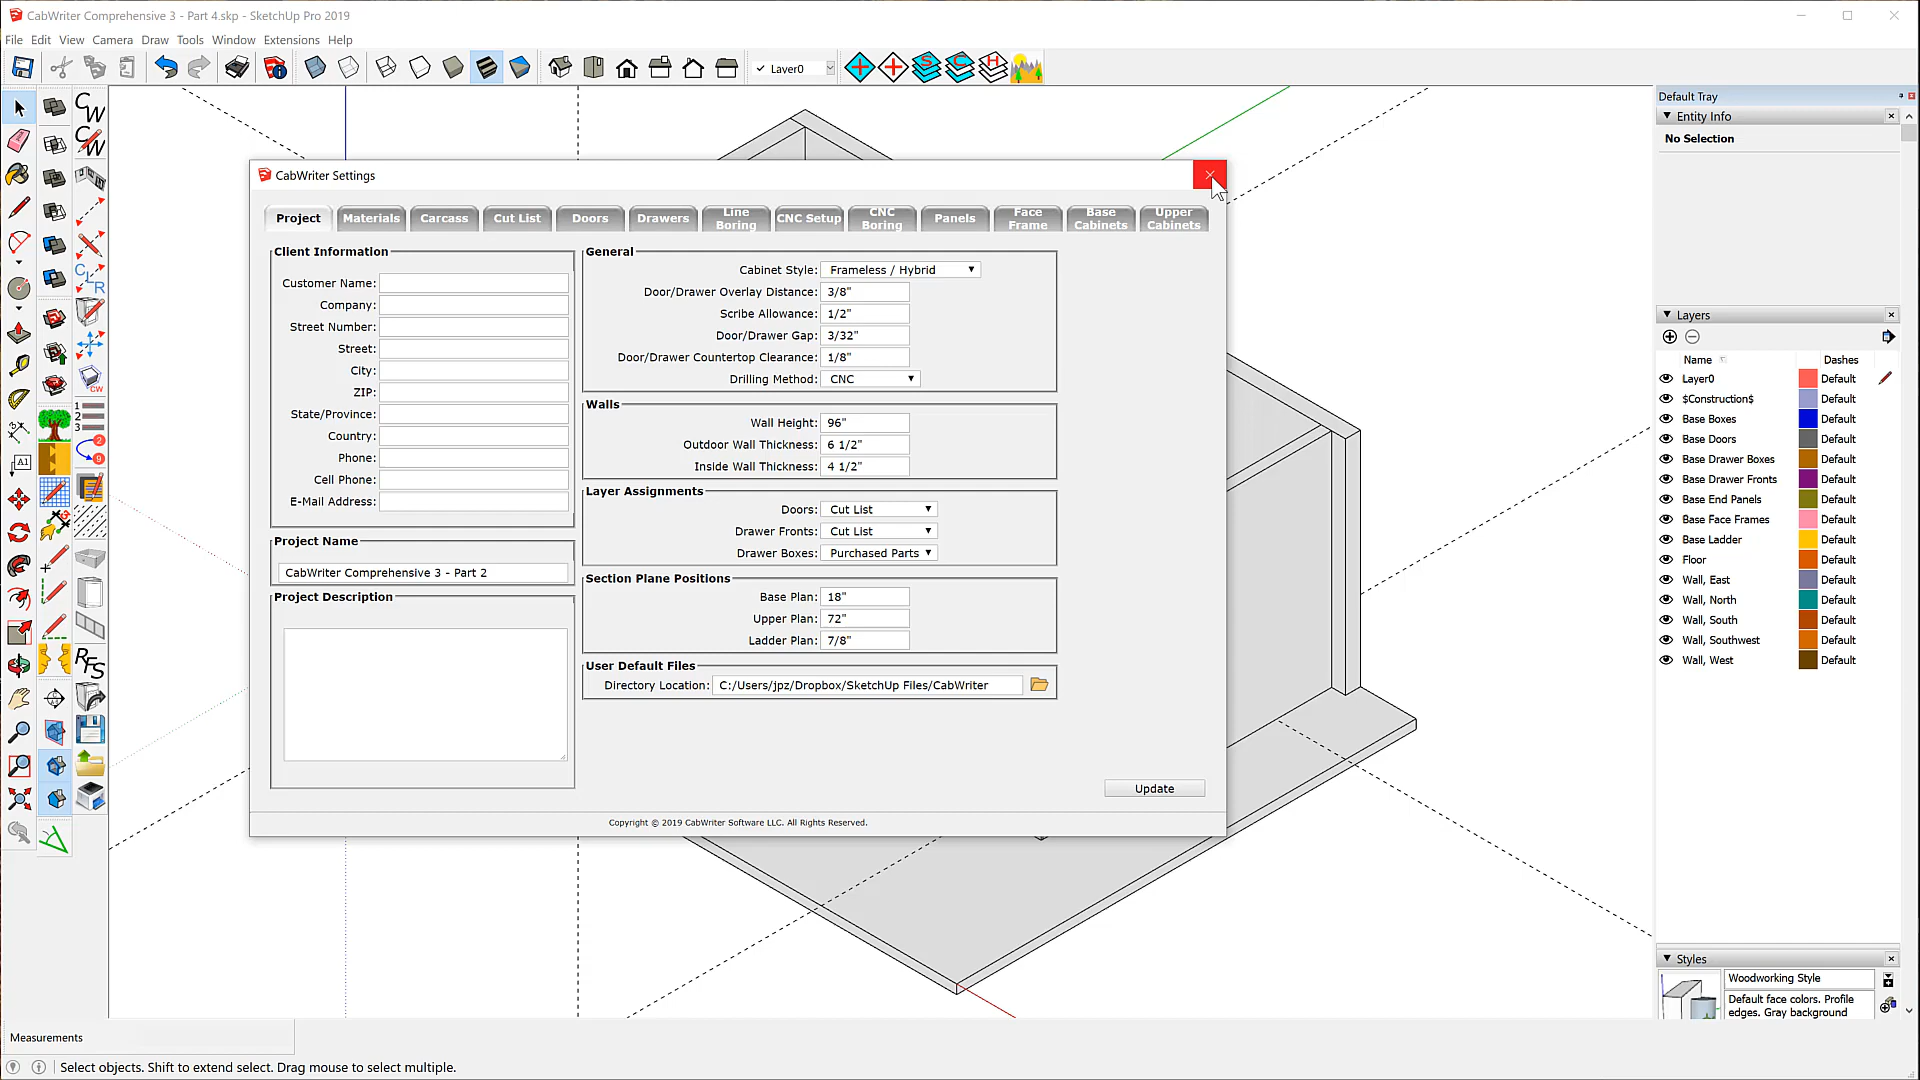 CabWriter Comprehensive 3 - Part 4.skp - SketchUp Pro 2019
File Edit View Camera Draw Tools Window Extensions Help
Layer0
S C H
CW
CW
CLR
CW
1
2
3
2
9
A1
RFS
CabWriter Settings
Project Materials Carcass Cut List Doors Drawers Line Boring CNC Setup CNC Boring Panels Face Frame Base Cabinets Upper Cabinets
Client Information
Customer Name:
Company:
Street Number:
Street:
City:
ZIP:
State/Province:
Country:
Phone:
Cell Phone:
E-Mail Address:
Project Name
CabWriter Comprehensive 3 - Part 2
Project Description
General
Cabinet Style: Frameless / Hybrid
Door/Drawer Overlay Distance: 3/8"
Scribe Allowance: 1/2"
Door/Drawer Gap: 3/32"
Door/Drawer Countertop Clearance: 1/8"
Drilling Method: CNC
Walls
Wall Height: 96"
Outdoor Wall Thickness: 6 1/2"
Inside Wall Thickness: 4 1/2"
Layer Assignments
Doors: Cut List
Drawer Fronts: Cut List
Drawer Boxes: Purchased Parts
Section Plane Positions
Base Plan: 18"
Upper Plan: 72"
Ladder Plan: 7/8"
User Default Files
Directory Location: C:/Users/jpz/Dropbox/SketchUp Files/CabWriter
Update
Copyright © 2019 CabWriter Software LLC. All Rights Reserved.
Default Tray
Entity Info
No Selection
Layers
Name Dashes
Layer0 Default
$Construction$ Default
Base Boxes Default
Base Doors Default
Base Drawer Boxes Default
Base Drawer Fronts Default
Base End Panels Default
Base Face Frames Default
Base Ladder Default
Floor Default
Wall, East Default
Wall, North Default
Wall, South Default
Wall, Southwest Default
Wall, West Default
Styles
Woodworking Style
Default face colors. Profile
edges. Gray background
Measurements
Select objects. Shift to extend select. Drag mouse to select multiple.